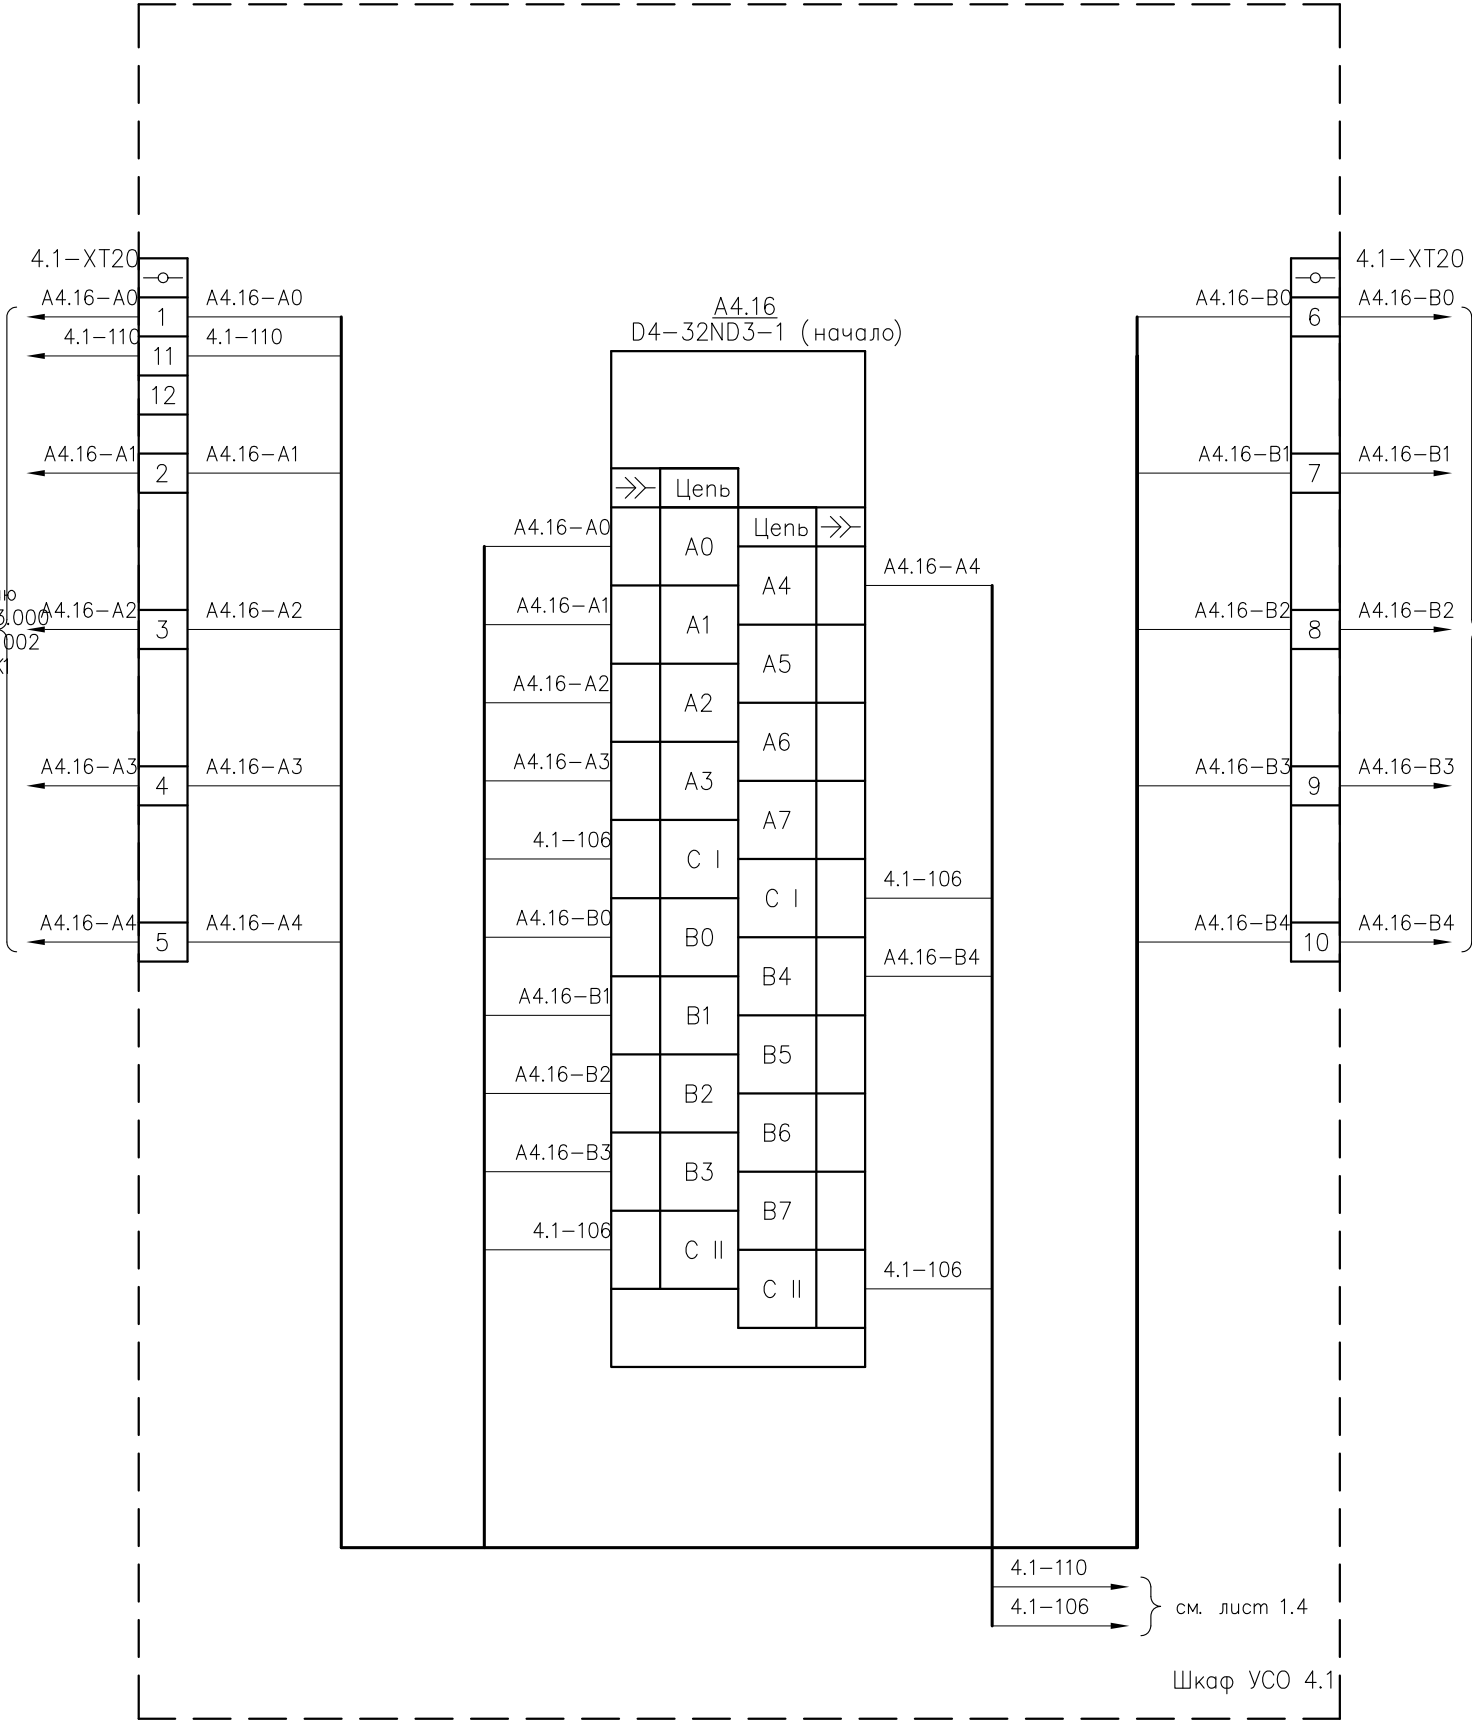 4.1-XT20
A4.16-A0
1
A4.16-A0
4.1-110
11
4.1-110
12
A4.16-A1
2
A4.16-A1
3.000
002
A4.16-A2
3
A4.16-A2
A4.16-A3
4
A4.16-A3
A4.16-A4
5
A4.16-A4
A4.16
D4-32ND3-1 (начало)
Цепь
A4.16-A0
A0
A4.16-A1
A1
A4.16-A2
A2
A4.16-A3
A3
4.1-106
C I
A4.16-B0
B0
A4.16-B1
B1
A4.16-B2
B2
A4.16-B3
B3
4.1-106
C II
Цепь
A4
A4.16-A4
A5
A6
A7
C I
4.1-106
B4
A4.16-B4
B5
B6
B7
C II
4.1-106
4.1-XT20
A4.16-B0
6
A4.16-B0
A4.16-B1
7
A4.16-B1
A4.16-B2
8
A4.16-B2
A4.16-B3
9
A4.16-B3
A4.16-B4
10
A4.16-B4
4.1-110
4.1-106
см. лист 1.4
Шкаф УСО 4.1